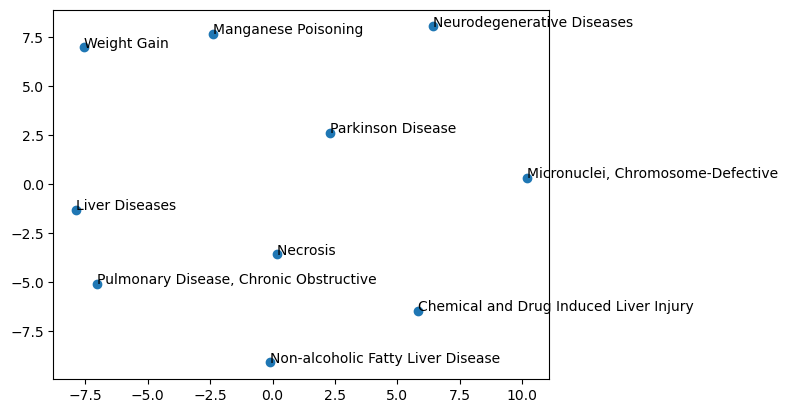 Neurodegenerative Diseases
Manganese Poisoning
Weight Gain
Parkinson Disease
Micronuclei, Chromosome-Defective
Liver Diseases
Necrosis
Pulmonary Disease, Chronic Obstructive
Chemical and Drug Induced Liver Injury
Non-alcoholic Fatty Liver Disease
7.5
5.0
2.5
0.0
−2.5
−5.0
−7.5
−7.5 −5.0 −2.5 0.0 2.5 5.0 7.5 10.0